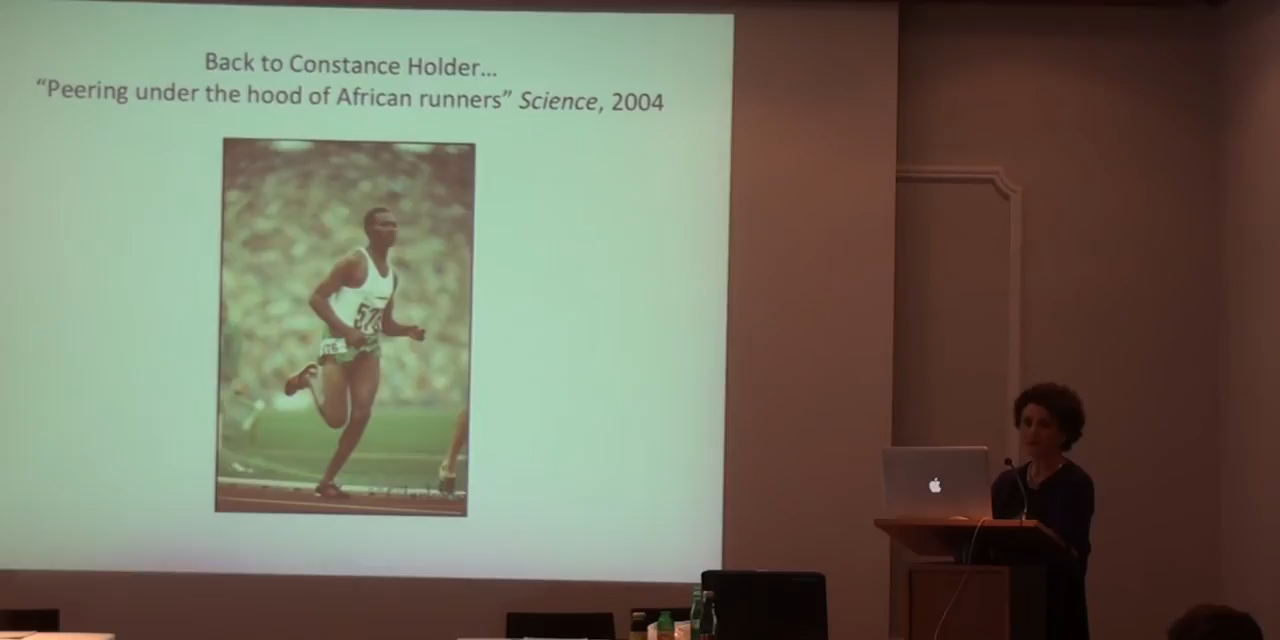 Back to Constance Holder…
“Peering under the hood of African runners” Science, 2004